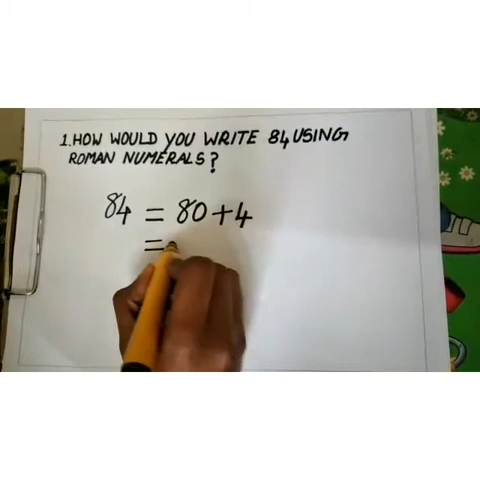 1. HOW WOULD YOU WRITE 84 USING
ROMAN NUMERALS?
84 = 80+4
=